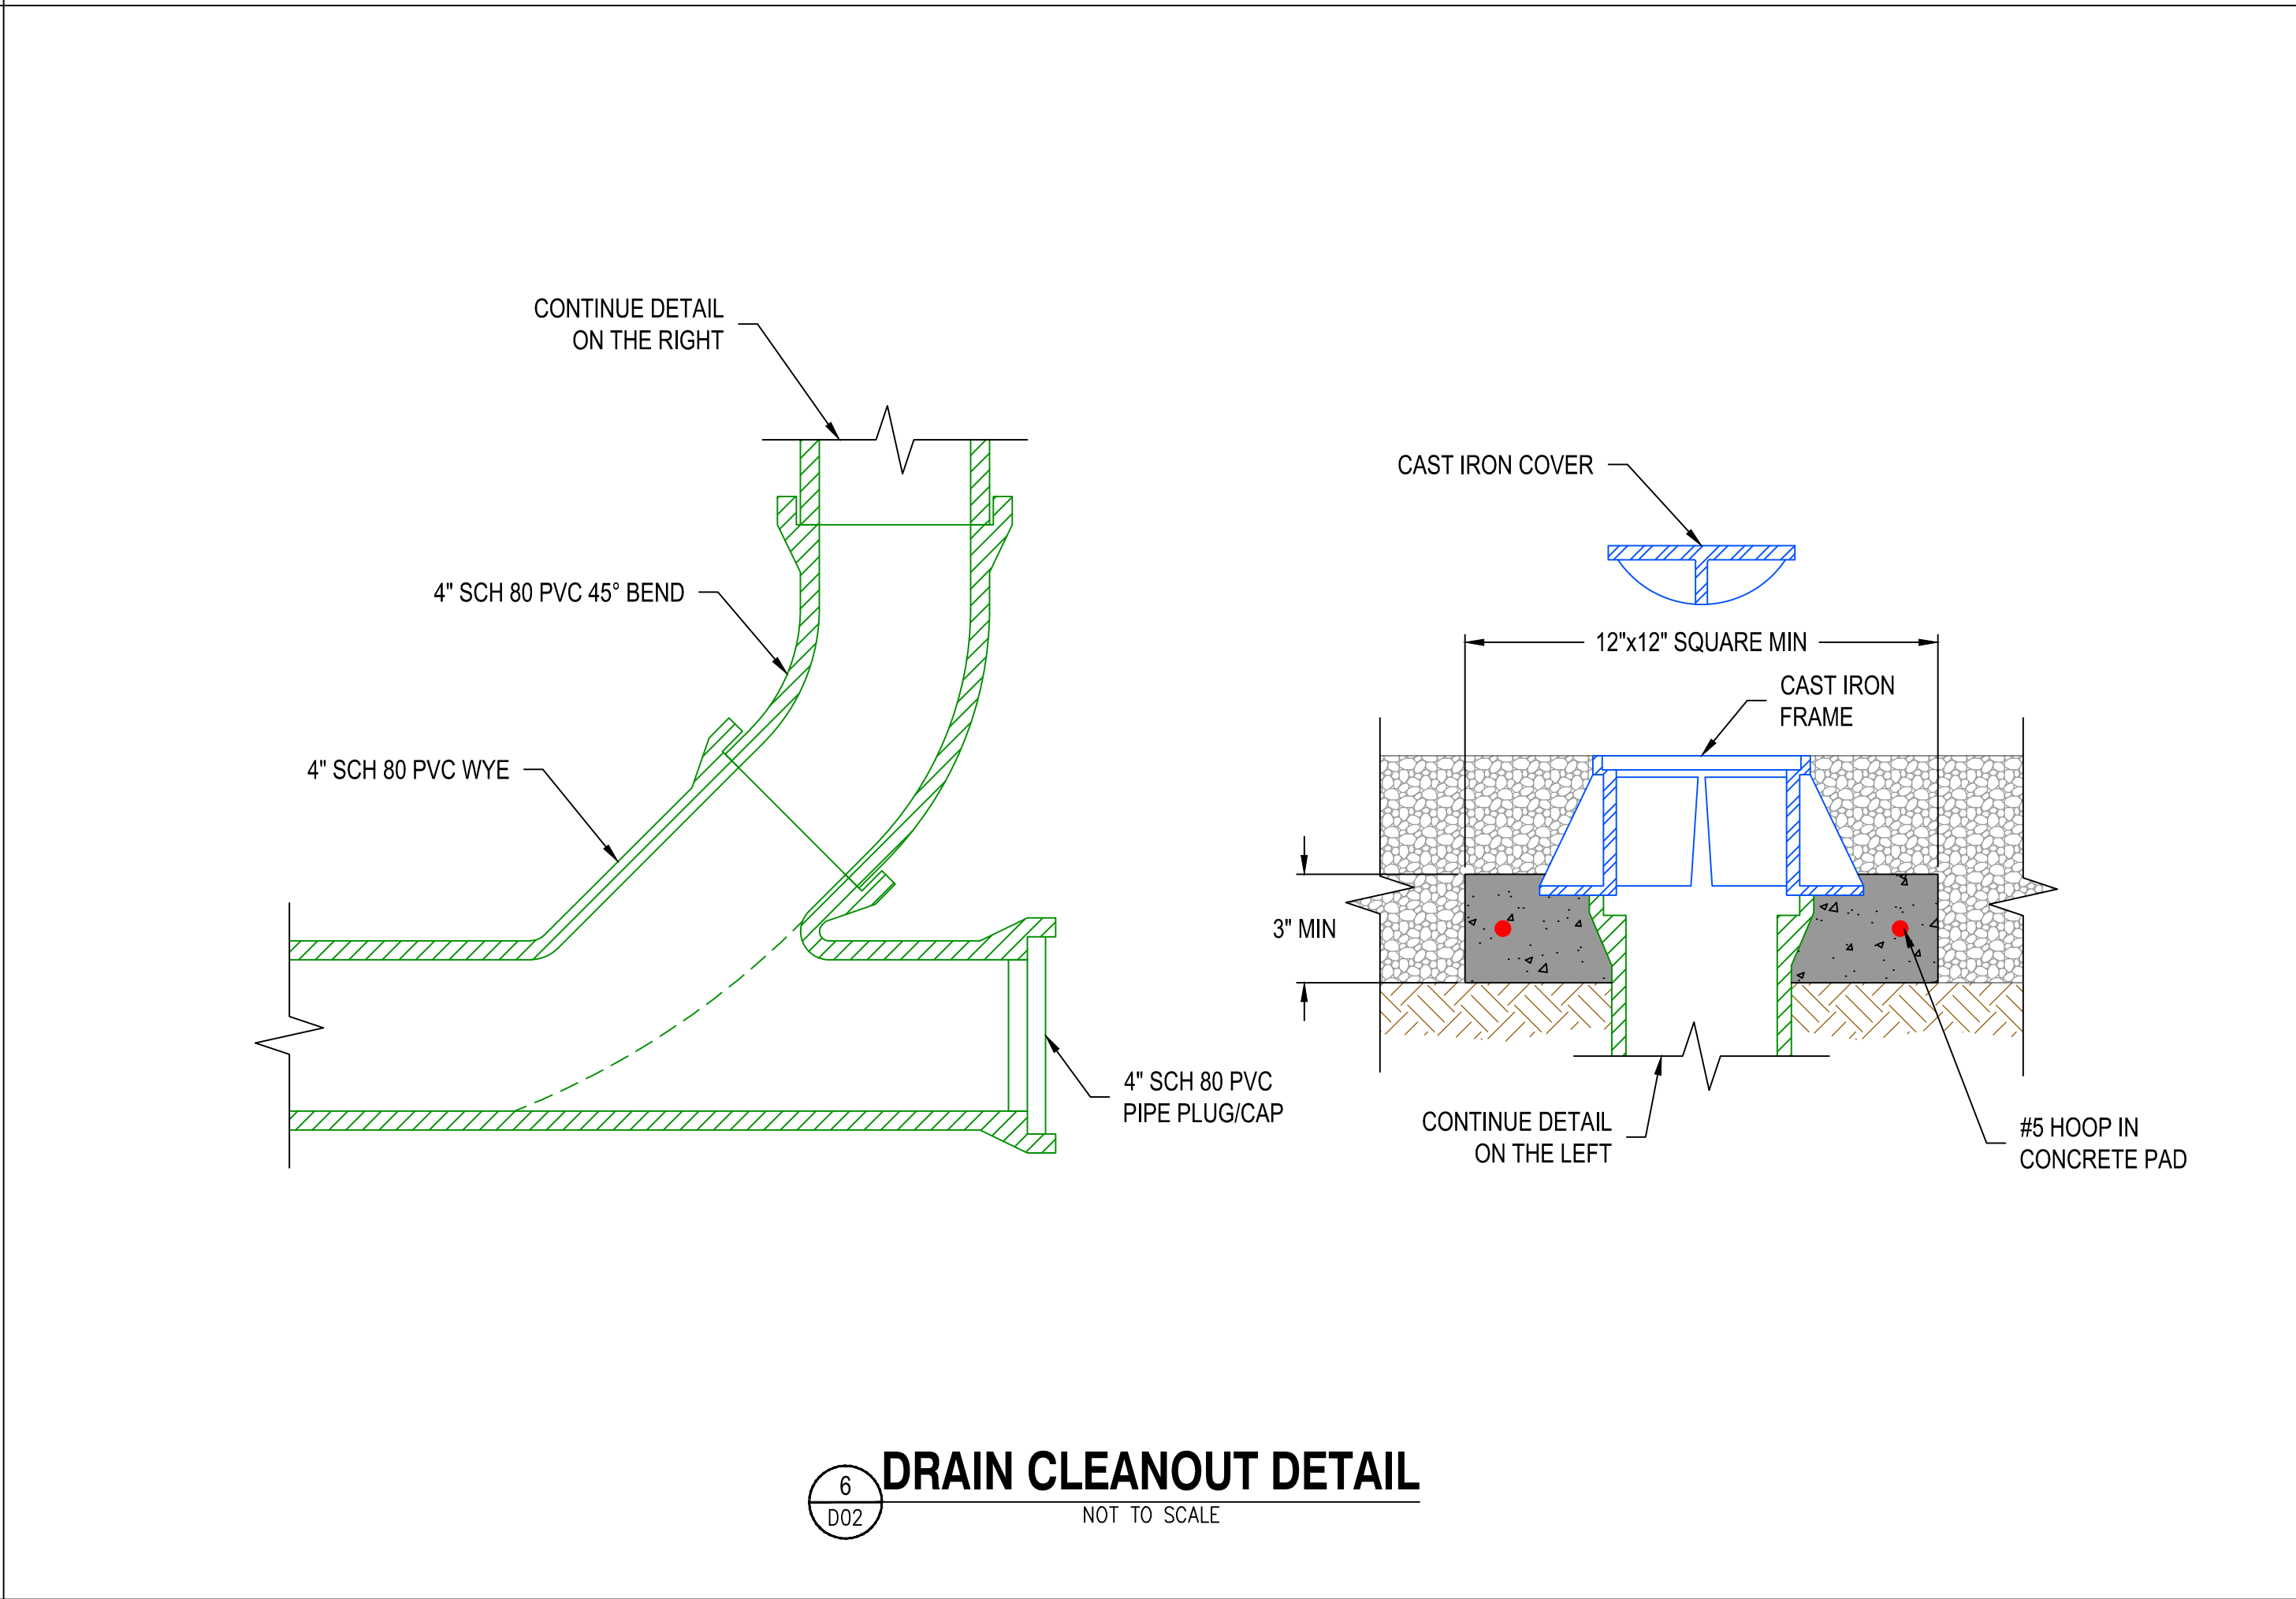 CONTINUE DETAIL
ON THE RIGHT
4" SCH 80 PVC 45° BEND
4" SCH 80 PVC WYE
4" SCH 80 PVC
PIPE PLUG/CAP
CAST IRON COVER
12"x12" SQUARE MIN
CAST IRON
FRAME
3" MIN
CONTINUE DETAIL
ON THE LEFT
#5 HOOP IN
CONCRETE PAD
6
D02
DRAIN CLEANOUT DETAIL
NOT TO SCALE